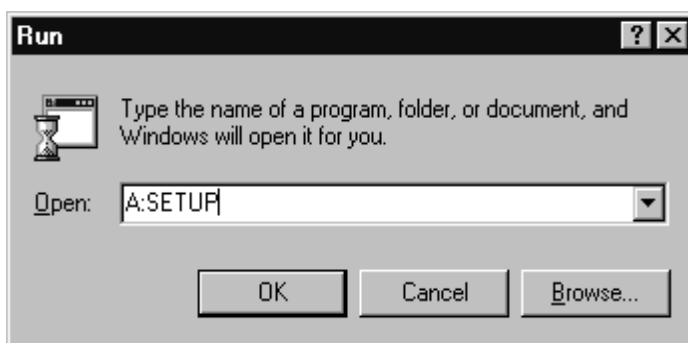 Run
Type the name of a program, folder, or document, and
Windows will open it for you.
Open: A:SETUP
OK Cancel Browse...